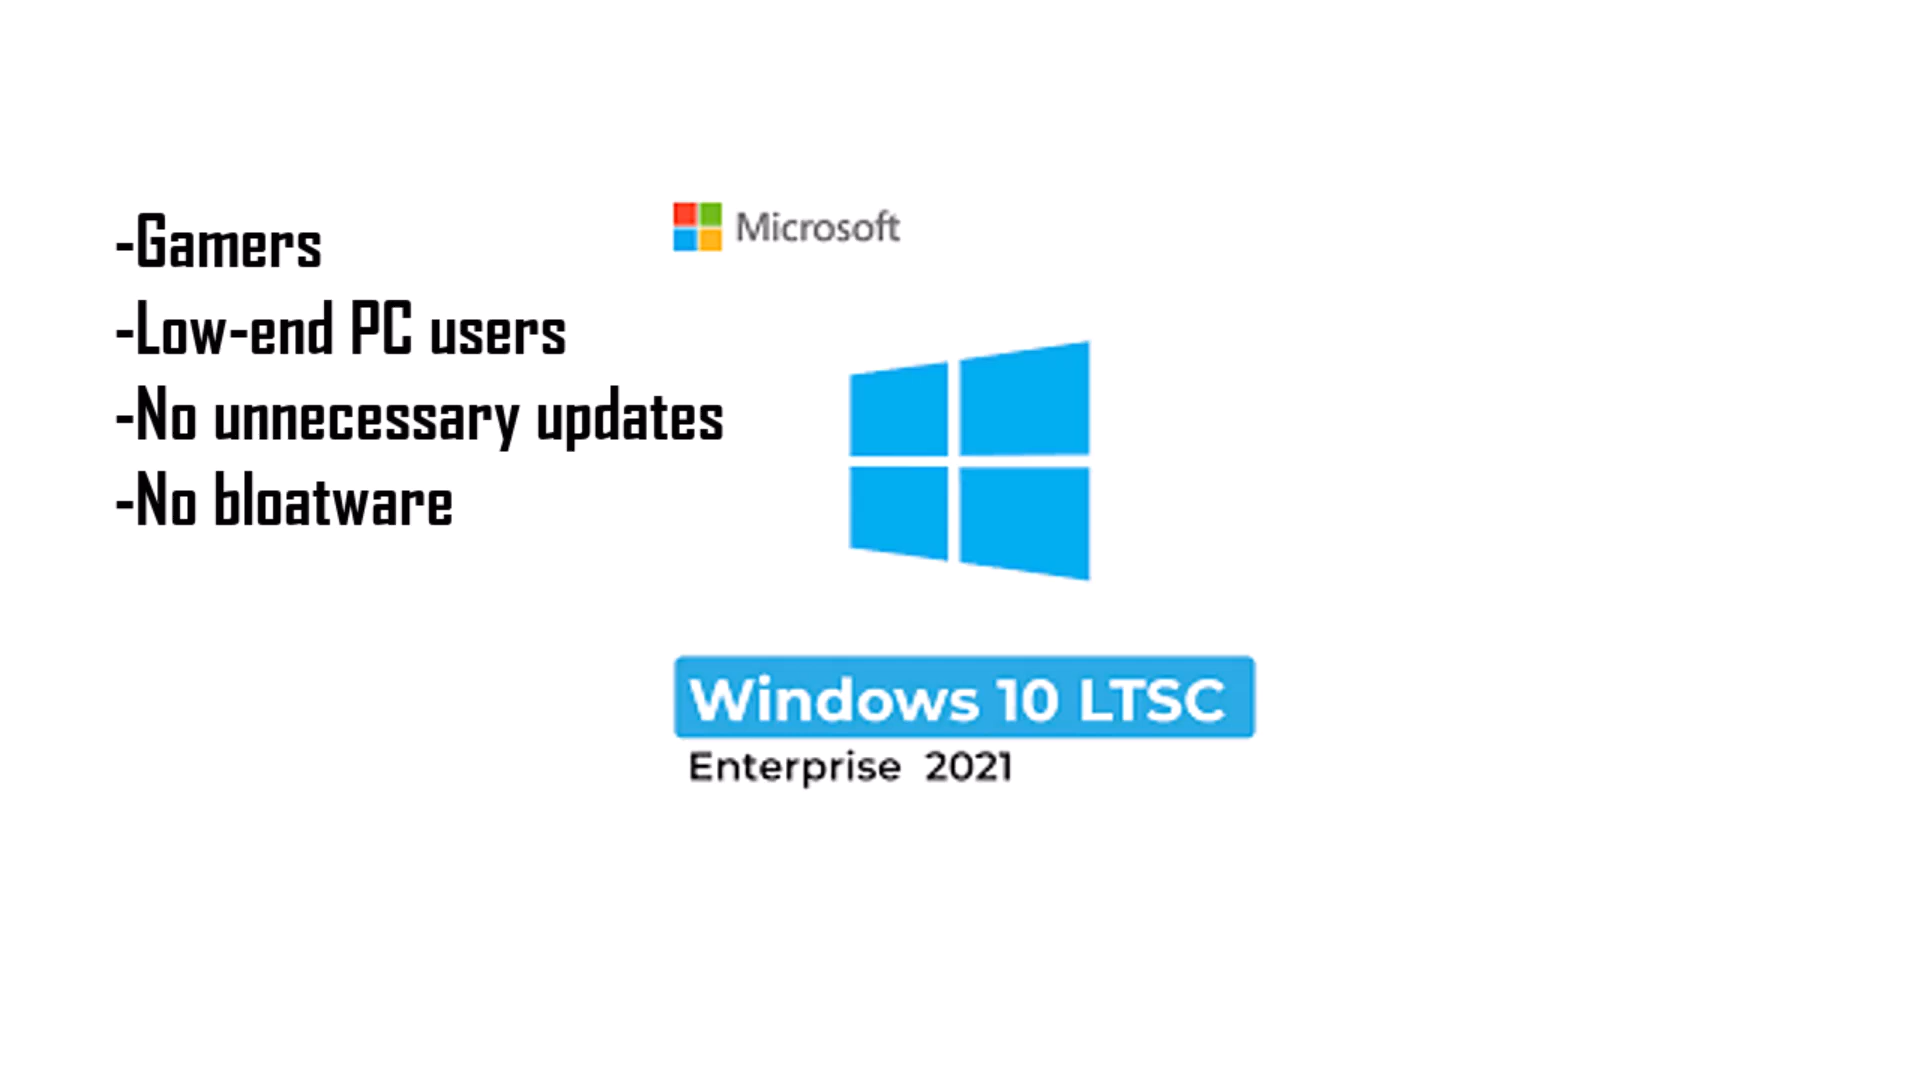 -Gamers
-Low-end PC users
-No unnecessary updates
-No bloatware
Microsoft
Windows 10 LTSC
Enterprise 2021